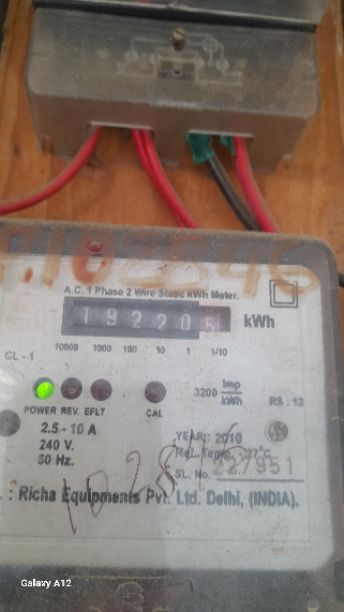 102846
A.C. 1 Phase 2 Wire Static kWh Meter.
192205 kWh
10000 1000 100 10 1 1/10
CL - 1
3200 Imp/kWh
RS : 13
POWER REV. EFLT CAL
2.5 - 10 A
240 V.
50 Hz.
YEAR : 2010
Ref. Temp. : 27°C
SL. No. 227951
: Richa Equipments Pvt. Ltd. Delhi, (INDIA).
Galaxy A12